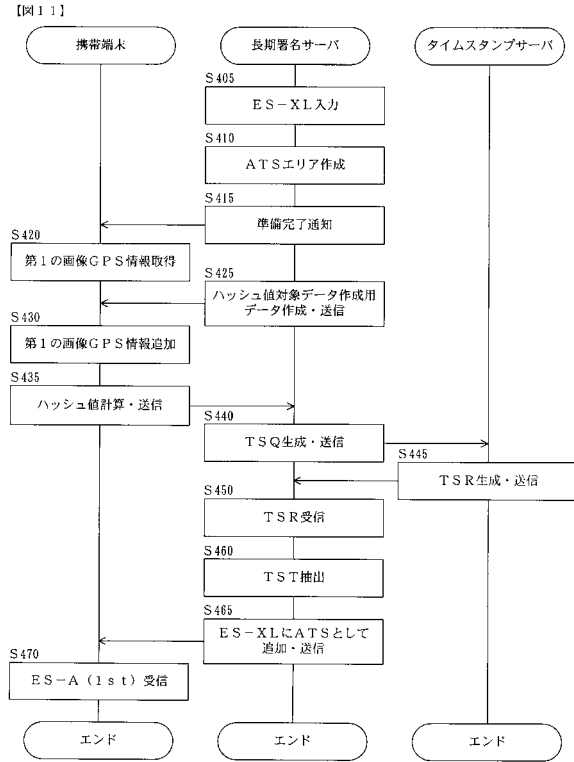 【図１１】
携帯端末
長期署名サーバ
タイムスタンプサーバ
Ｓ４０５
ＥＳ－ＸＬ入力
Ｓ４１０
ＡＴＳエリア作成
Ｓ４１５
準備完了通知
Ｓ４２０
第１の画像ＧＰＳ情報取得
Ｓ４２５
ハッシュ値対象データ作成用
データ作成・送信
Ｓ４３０
第１の画像ＧＰＳ情報追加
Ｓ４３５
ハッシュ値計算・送信
Ｓ４４０
ＴＳＱ生成・送信
Ｓ４４５
ＴＳＲ生成・送信
Ｓ４５０
ＴＳＲ受信
Ｓ４６０
ＴＳＴ抽出
Ｓ４６５
ＥＳ－ＸＬにＡＴＳとして
追加・送信
Ｓ４７０
ＥＳ－Ａ（１ｓｔ）受信
エンド
エンド
エンド